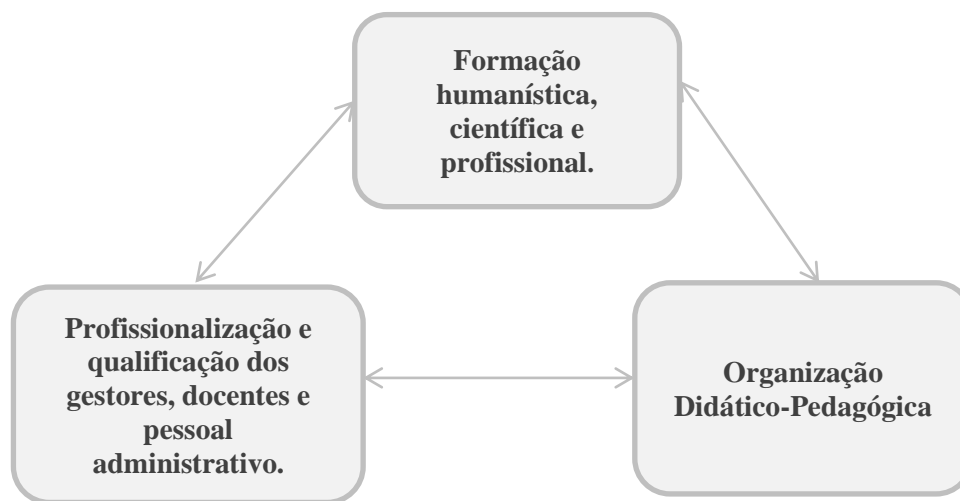 Formação
humanística,
científica e
profissional.
Profissionalização e
qualificação dos
gestores, docentes e
pessoal
administrativo.
Organização
Didático-Pedagógica